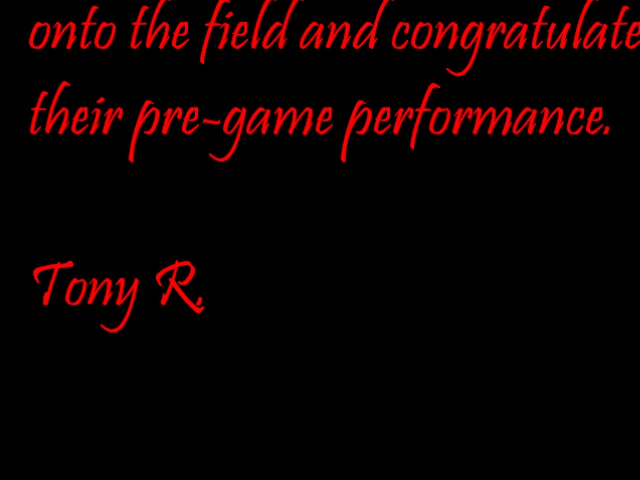 onto the field and congratulate
their pre-game performance.
Tony R.